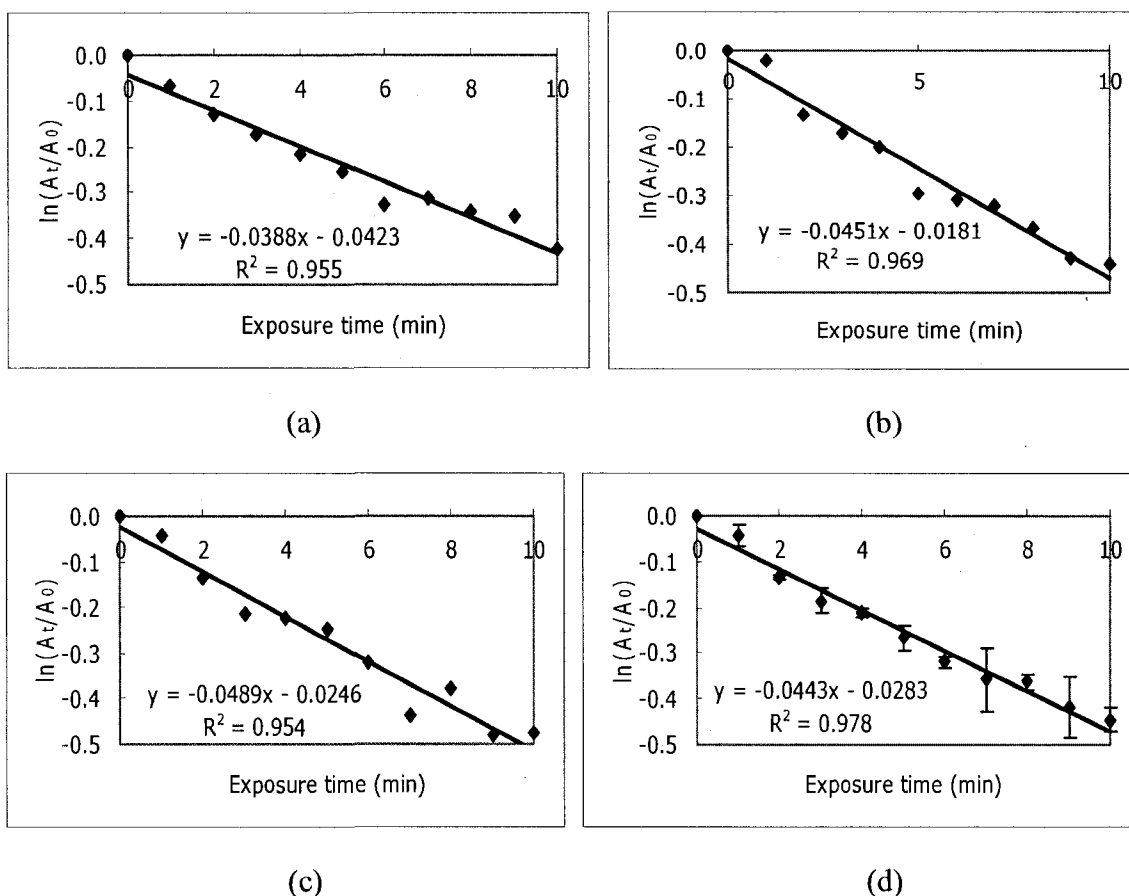 0.0
-0.1
-0.2
-0.3
-0.4
-0.5
ln(At/A0)
0 2 4 6 8 10
y = -0.0388x - 0.0423
R² = 0.955
Exposure time (min)
(a)
0.0
-0.1
-0.2
-0.3
-0.4
-0.5
ln(At/A0)
0 5 10
y = -0.0451x - 0.0181
R² = 0.969
Exposure time (min)
(b)
0.0
-0.1
-0.2
-0.3
-0.4
-0.5
ln(At/A0)
0 2 4 6 8 10
y = -0.0489x - 0.0246
R² = 0.954
Exposure time (min)
(c)
0.0
-0.1
-0.2
-0.3
-0.4
-0.5
ln(At/A0)
0 2 4 6 8 10
y = -0.0443x - 0.0283
R² = 0.978
Exposure time (min)
(d)